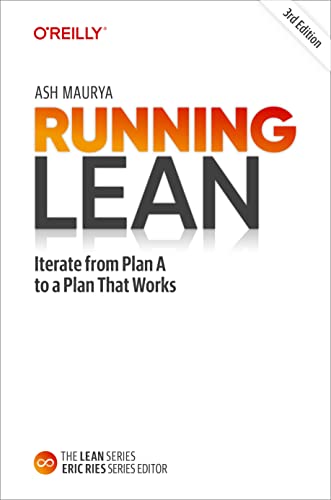 O'REILLY®
3rd Edition
ASH MAURYA
RUNNING
LEAN
Iterate from Plan A
to a Plan That Works
THE LEAN SERIES
ERIC RIES SERIES EDITOR